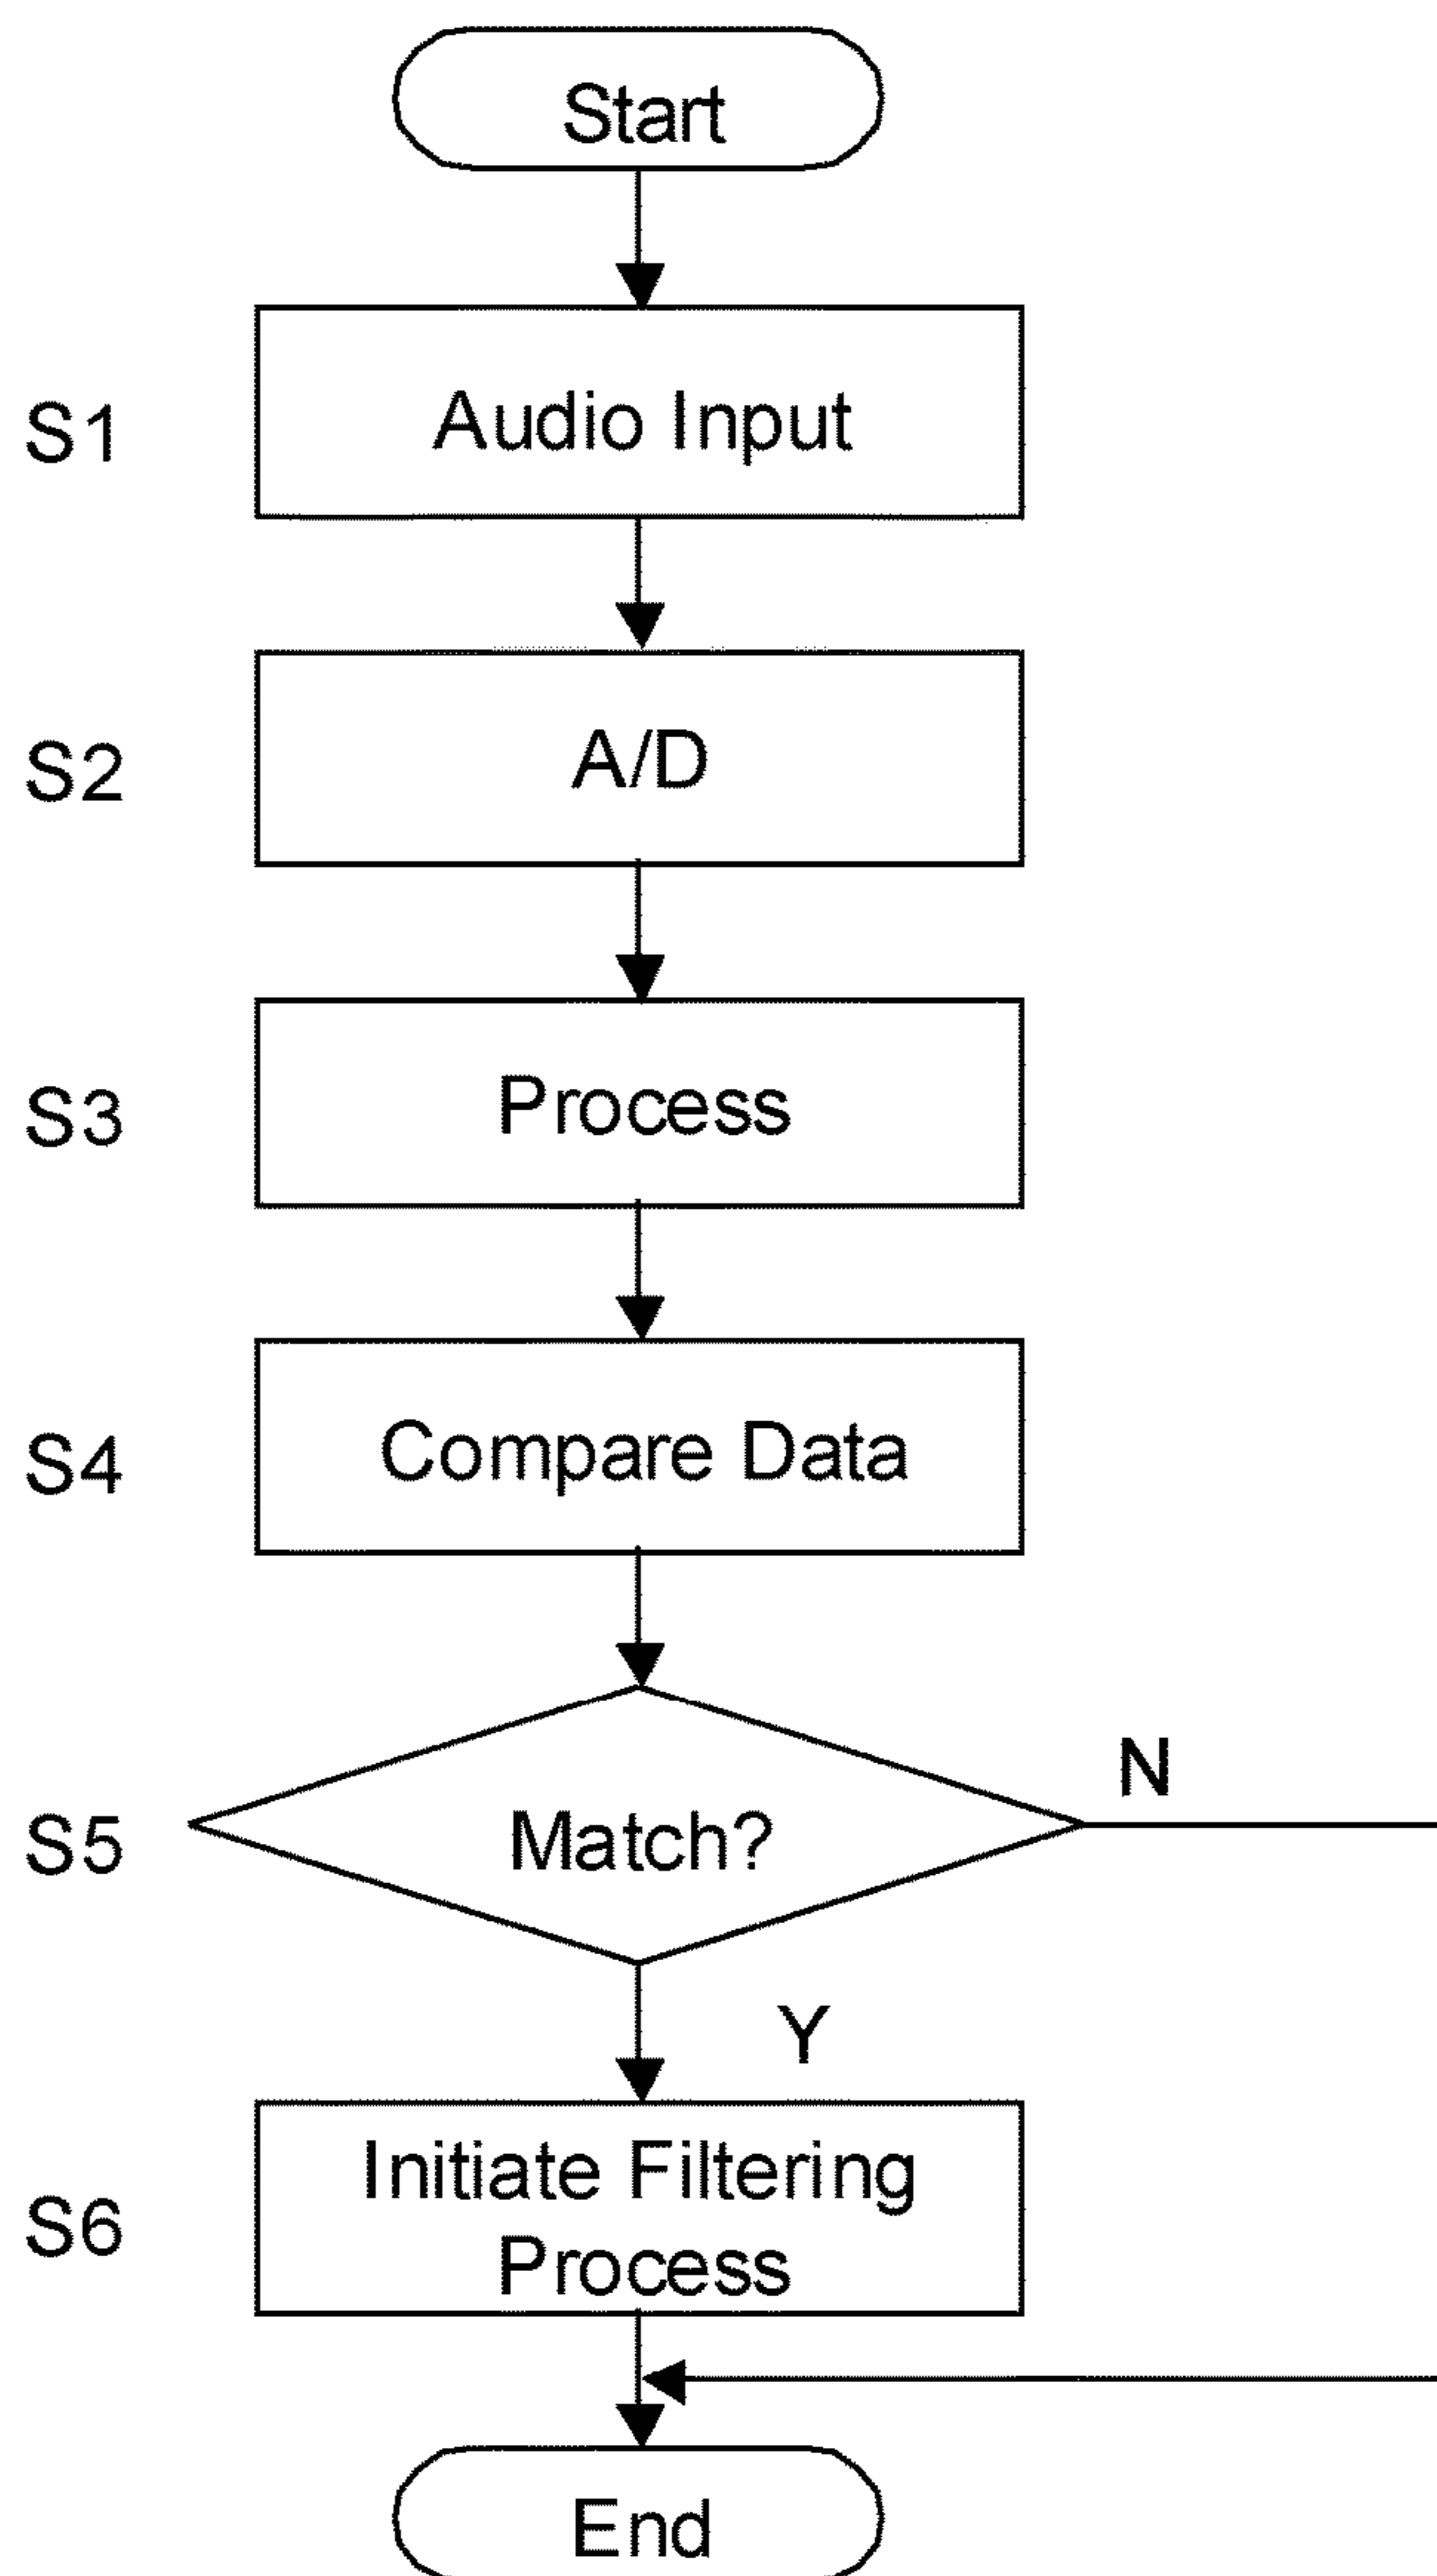 Start
S1
Audio Input
S2
A/D
S3
Process
S4
Compare Data
S5
Match?
N
Y
S6
Initiate Filtering
Process
End